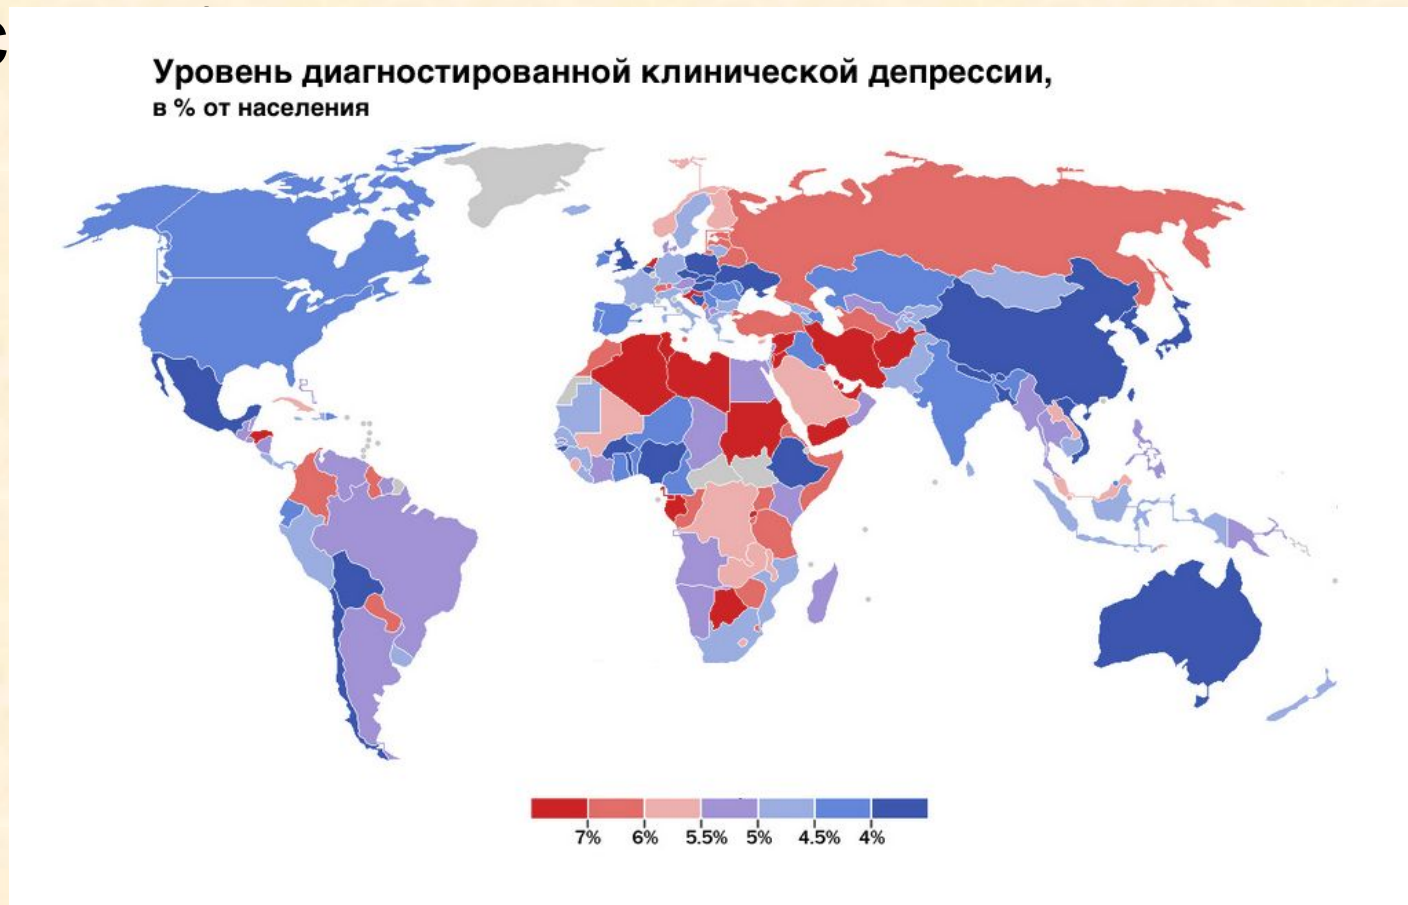 с
Уровень диагностированной клинической депрессии,
в % от населения
7% 6% 5.5% 5% 4.5% 4%